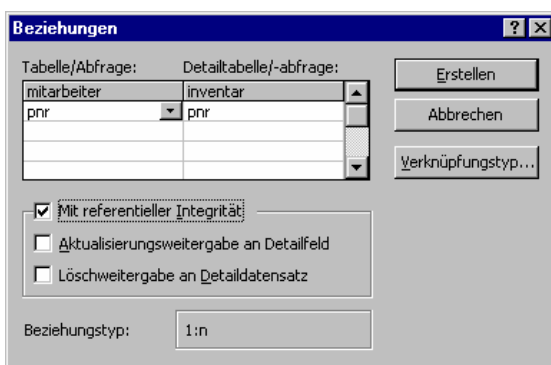 Beziehungen
Tabelle/Abfrage: Detailtabelle/-abfrage:
mitarbeiter inventar
pnr pnr
Erstellen
Abbrechen
Verknüpfungstyp...
Mit referentieller Integrität
Aktualisierungsweitergabe an Detailfeld
Löschweitergabe an Detaildatensatz
Beziehungstyp: 1:n